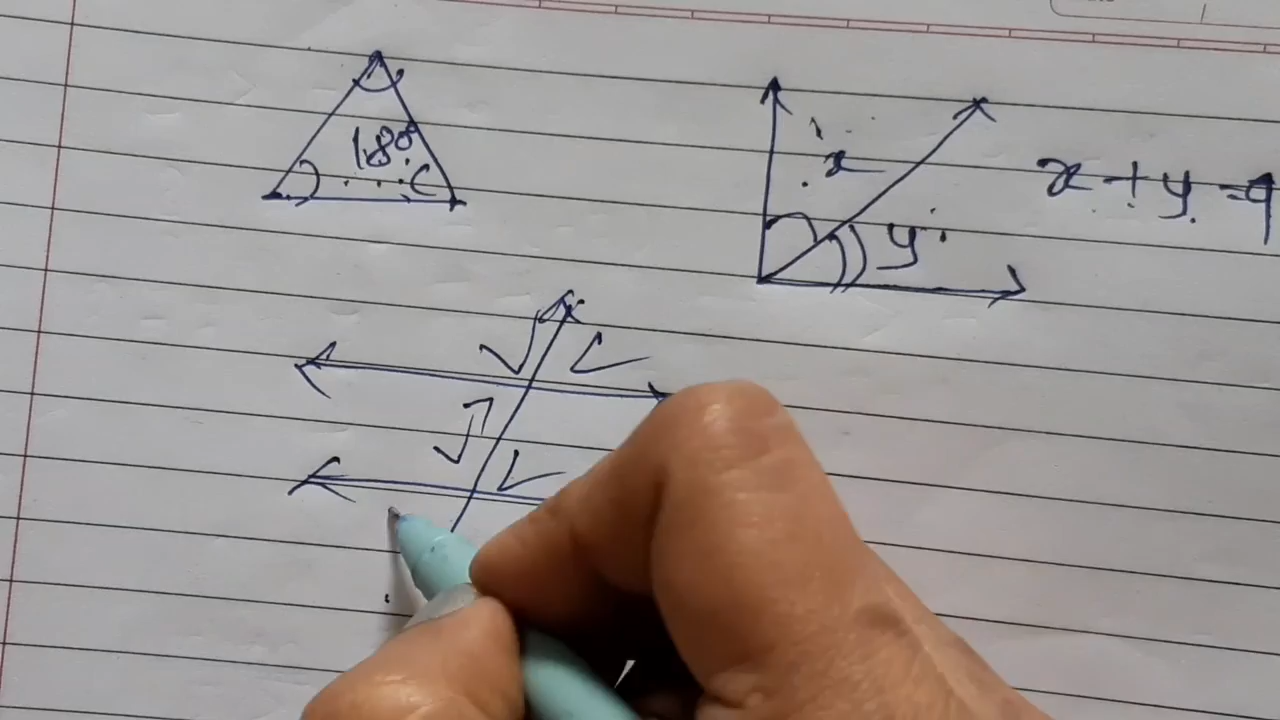 180
x
x + y = 9
y